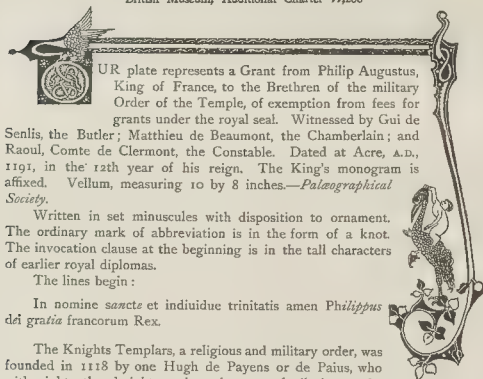 British Museum, Additional Charter
OUR plate represents a Grant from Philip Augustus,
King of France, to the Brethren of the military
Order of the Temple, of exemption from fees for
grants under the royal seal. Witnessed by Gui de
Senlis, the Butler; Matthieu de Beaumont, the Chamberlain; and
Raoul, Comte de Clermont, the Constable. Dated at Acre, A.D.,
1191, in the 12th year of his reign. The King's monogram is
affixed. Vellum, measuring 10 by 8 inches.—Palæographical
Society.
Written in set minuscules with disposition to ornament.
The ordinary mark of abbreviation is in the form of a knot.
The invocation clause at the beginning is in the tall characters
of earlier royal diplomas.
The lines begin:
In nomine sancte et indiuidue trinitatis amen Philippus
dei gratia francorum Rex.
The Knights Templars, a religious and military order, was
founded in 1118 by one Hugh de Payens or de Paius, who